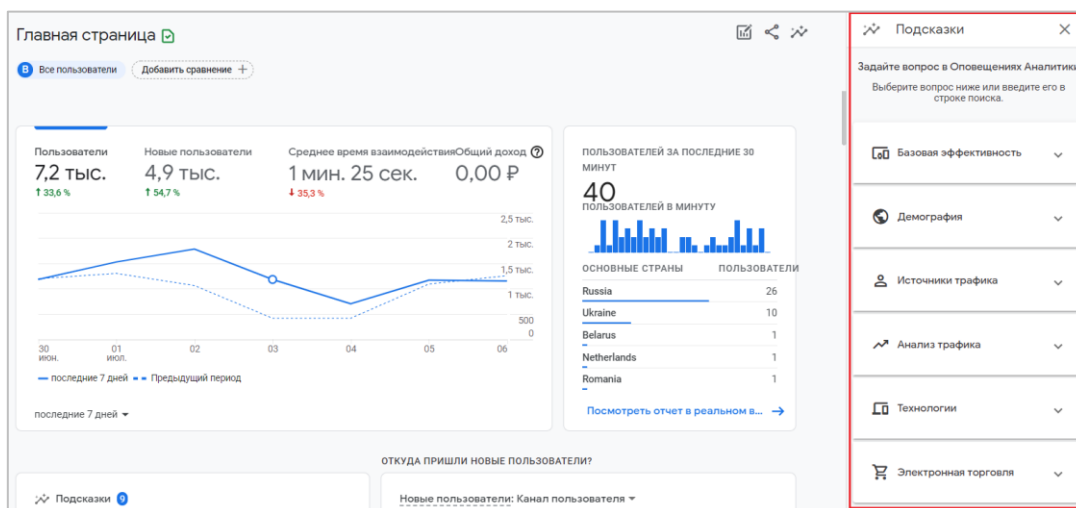 Главная страница
В Все пользователи Добавить сравнение +
Пользователи
7,2 тыс.
↑ 33,6 %
Новые пользователи
4,9 тыс.
↑ 54,7 %
Среднее время взаимодействия
1 мин. 25 сек.
↓ 35,3 %
Общий доход
0,00 ₽
2,5 тыс.
2 тыс.
1,5 тыс.
1 тыс.
500
0
30 01 02 03 04 05 06
июн. июл.
последние 7 дней Предыдущий период
последние 7 дней
ПОЛЬЗОВАТЕЛЕЙ ЗА ПОСЛЕДНИЕ 30
МИНУТ
40
ПОЛЬЗОВАТЕЛЕЙ В МИНУТУ
ОСНОВНЫЕ СТРАНЫ ПОЛЬЗОВАТЕЛИ
Russia 26
Ukraine 10
Belarus 1
Netherlands 1
Romania 1
Посмотреть отчет в реальном в... →
ОТКУДА ПРИШЛИ НОВЫЕ ПОЛЬЗОВАТЕЛИ?
Подсказки 9
Новые пользователи: Канал пользователя
Подсказки
Задайте вопрос в Оповещениях Аналитики
Выберите вопрос ниже или введите его в
строке поиска.
Базовая эффективность
Демография
Источники трафика
Анализ трафика
Технологии
Электронная торговля